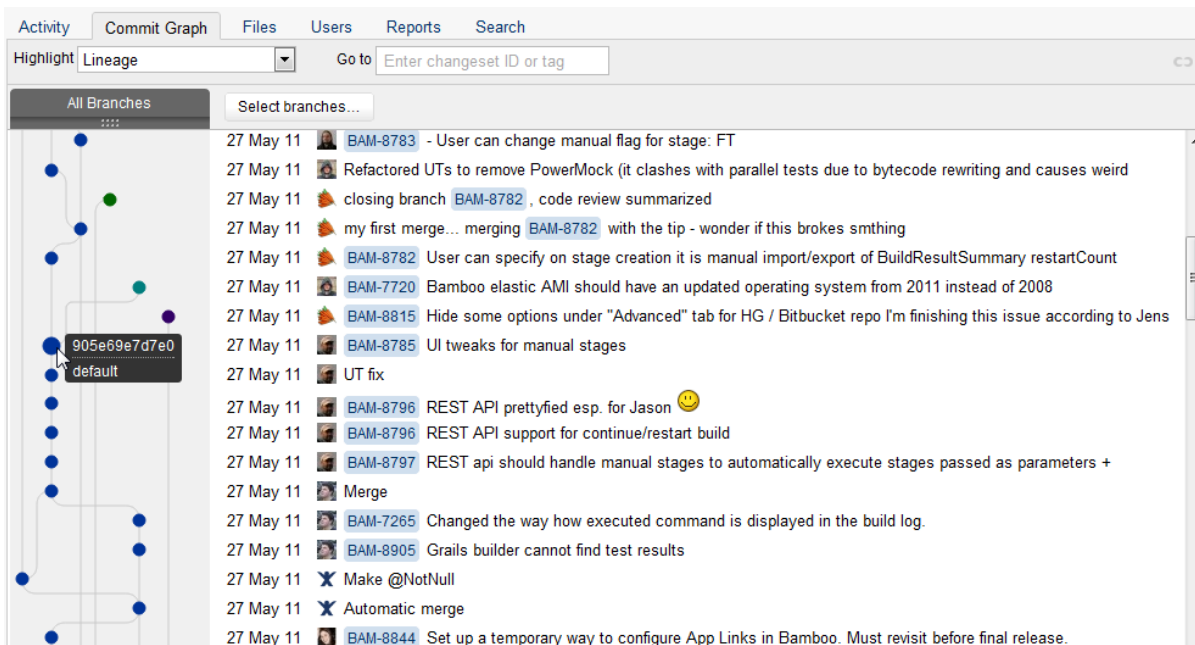 Activity Commit Graph Files Users Reports Search
Highlight Lineage Go to Enter changeset ID or tag
All Branches Select branches...
27 May 11 BAM-8783 - User can change manual flag for stage: FT
27 May 11 Refactored UTs to remove PowerMock (it clashes with parallel tests due to bytecode rewriting and causes weird
27 May 11 closing branch BAM-8782 , code review summarized
27 May 11 my first merge... merging BAM-8782 with the tip - wonder if this brokes smthing
27 May 11 BAM-8782 User can specify on stage creation it is manual import/export of BuildResultSummary restartCount
27 May 11 BAM-7720 Bamboo elastic AMI should have an updated operating system from 2011 instead of 2008
27 May 11 BAM-8815 Hide some options under "Advanced" tab for HG / Bitbucket repo I'm finishing this issue according to Jens
905e69e7d7e0 27 May 11 BAM-8785 UI tweaks for manual stages
default 27 May 11 UT fix
27 May 11 BAM-8796 REST API prettyfied esp. for Jason
27 May 11 BAM-8796 REST API support for continue/restart build
27 May 11 BAM-8797 REST api should handle manual stages to automatically execute stages passed as parameters +
27 May 11 Merge
27 May 11 BAM-7265 Changed the way how executed command is displayed in the build log.
27 May 11 BAM-8905 Grails builder cannot find test results
27 May 11 Make @NotNull
27 May 11 Automatic merge
27 May 11 BAM-8844 Set up a temporary way to configure App Links in Bamboo. Must revisit before final release.